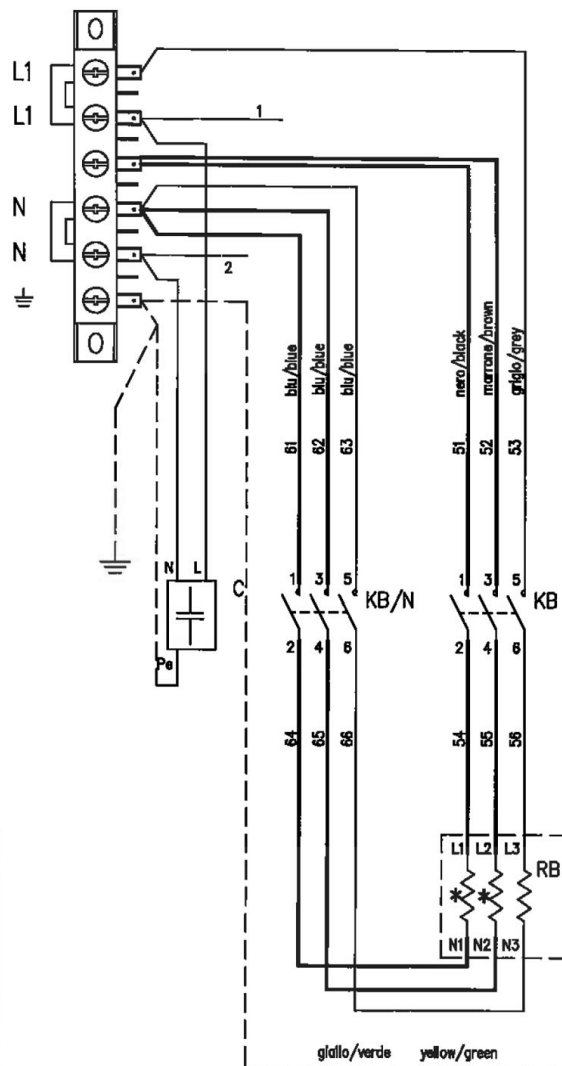 L1
L1
1
N
N
2
blu/blue
blu/blue
blu/blue
nero/black
marrone/brown
grigio/grey
61
62
63
51
52
53
N L
C
1 3 5
KB/N
1 3 5
KB
2 4 6
2 4 6
Pe
64
65
66
54
55
56
L1 L2 L3
RB
* *
N1 N2 N3
giallo/verde yellow/green